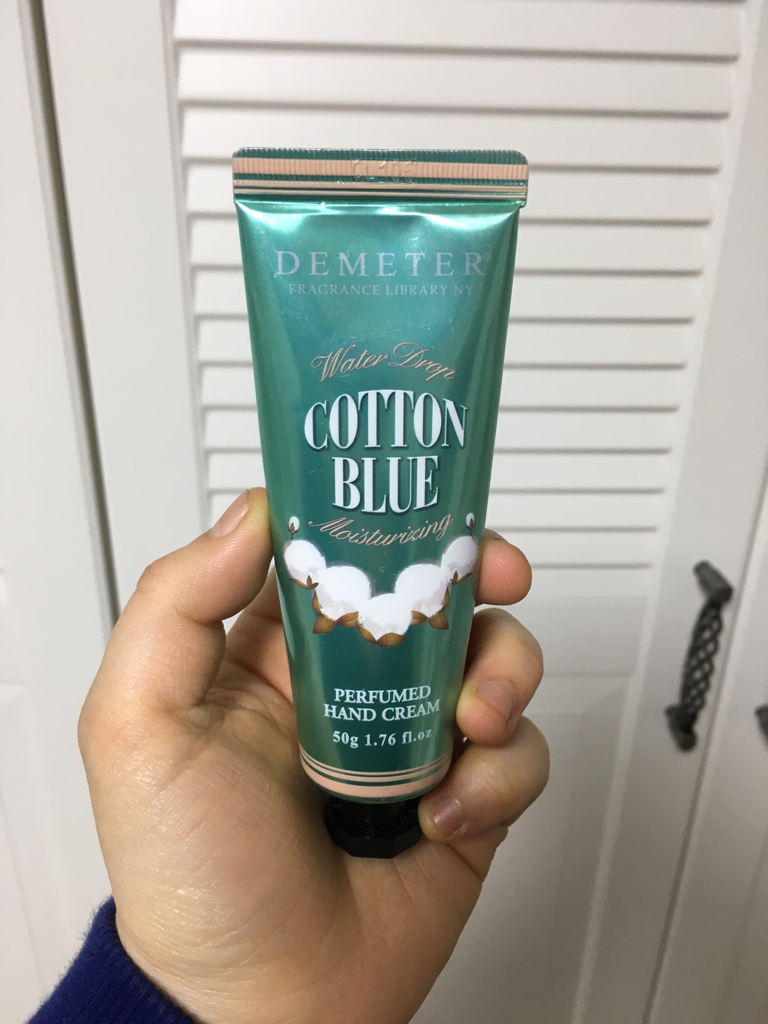 DEMETER®
FRAGRANCE LIBRARY NY
Water Drop
COTTON
BLUE
Moisturizing
PERFUMED
HAND CREAM
50g 1.76 fl.oz